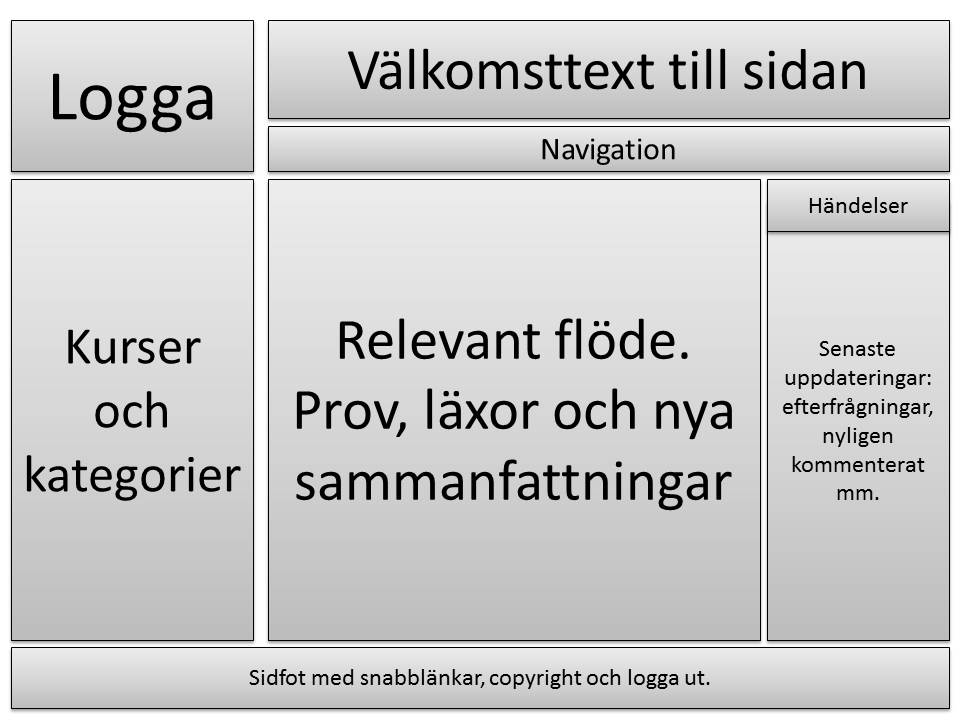 Logga
Välkomsttext till sidan
Navigation
Kurser
och
kategorier
Relevant flöde.
Prov, läxor och nya
sammanfattningar
Händelser
Senaste
uppdateringar:
efterfrågningar,
nyligen
kommenterat
mm.
Sidfot med snabblänkar, copyright och logga ut.